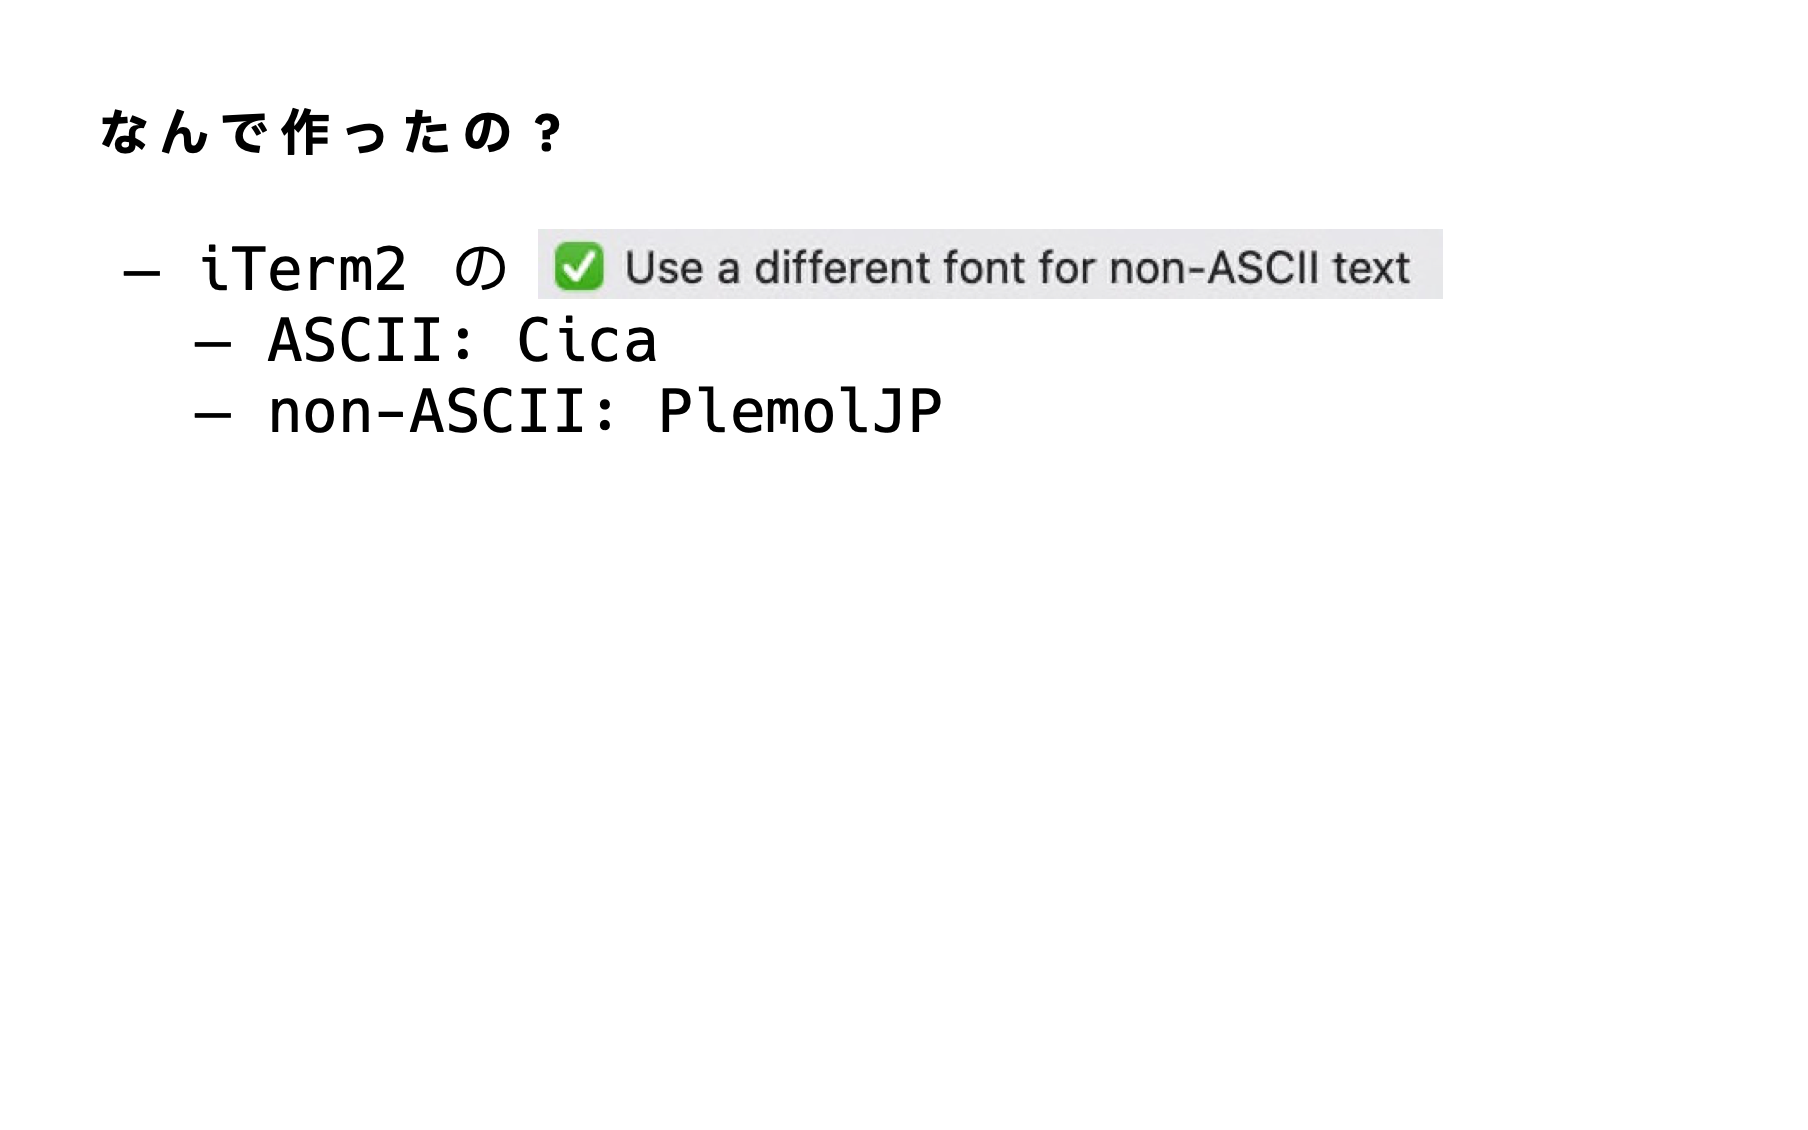 なんで作ったの?
– iTerm2 の ✅ Use a different font for non-ASCII text
– ASCII: Cica
– non-ASCII: PlemolJP